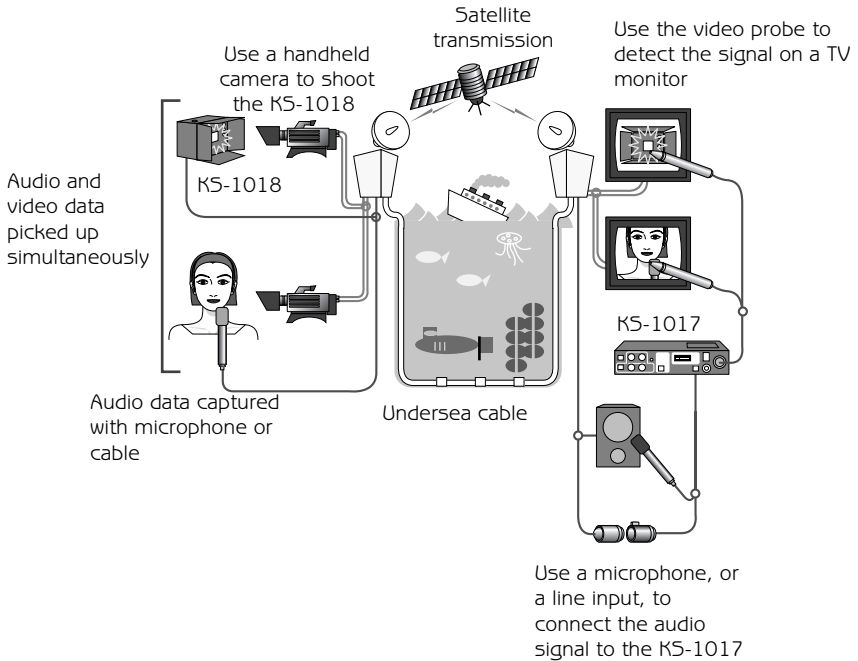 Satellite
transmission
Use a handheld
camera to shoot
the KS-1018
Use the video probe to
detect the signal on a TV
monitor
KS-1018
Audio and
video data
picked up
simultaneously
KS-1017
Audio data captured
with microphone or
cable
Undersea cable
Use a microphone, or
a line input, to
connect the audio
signal to the KS-1017